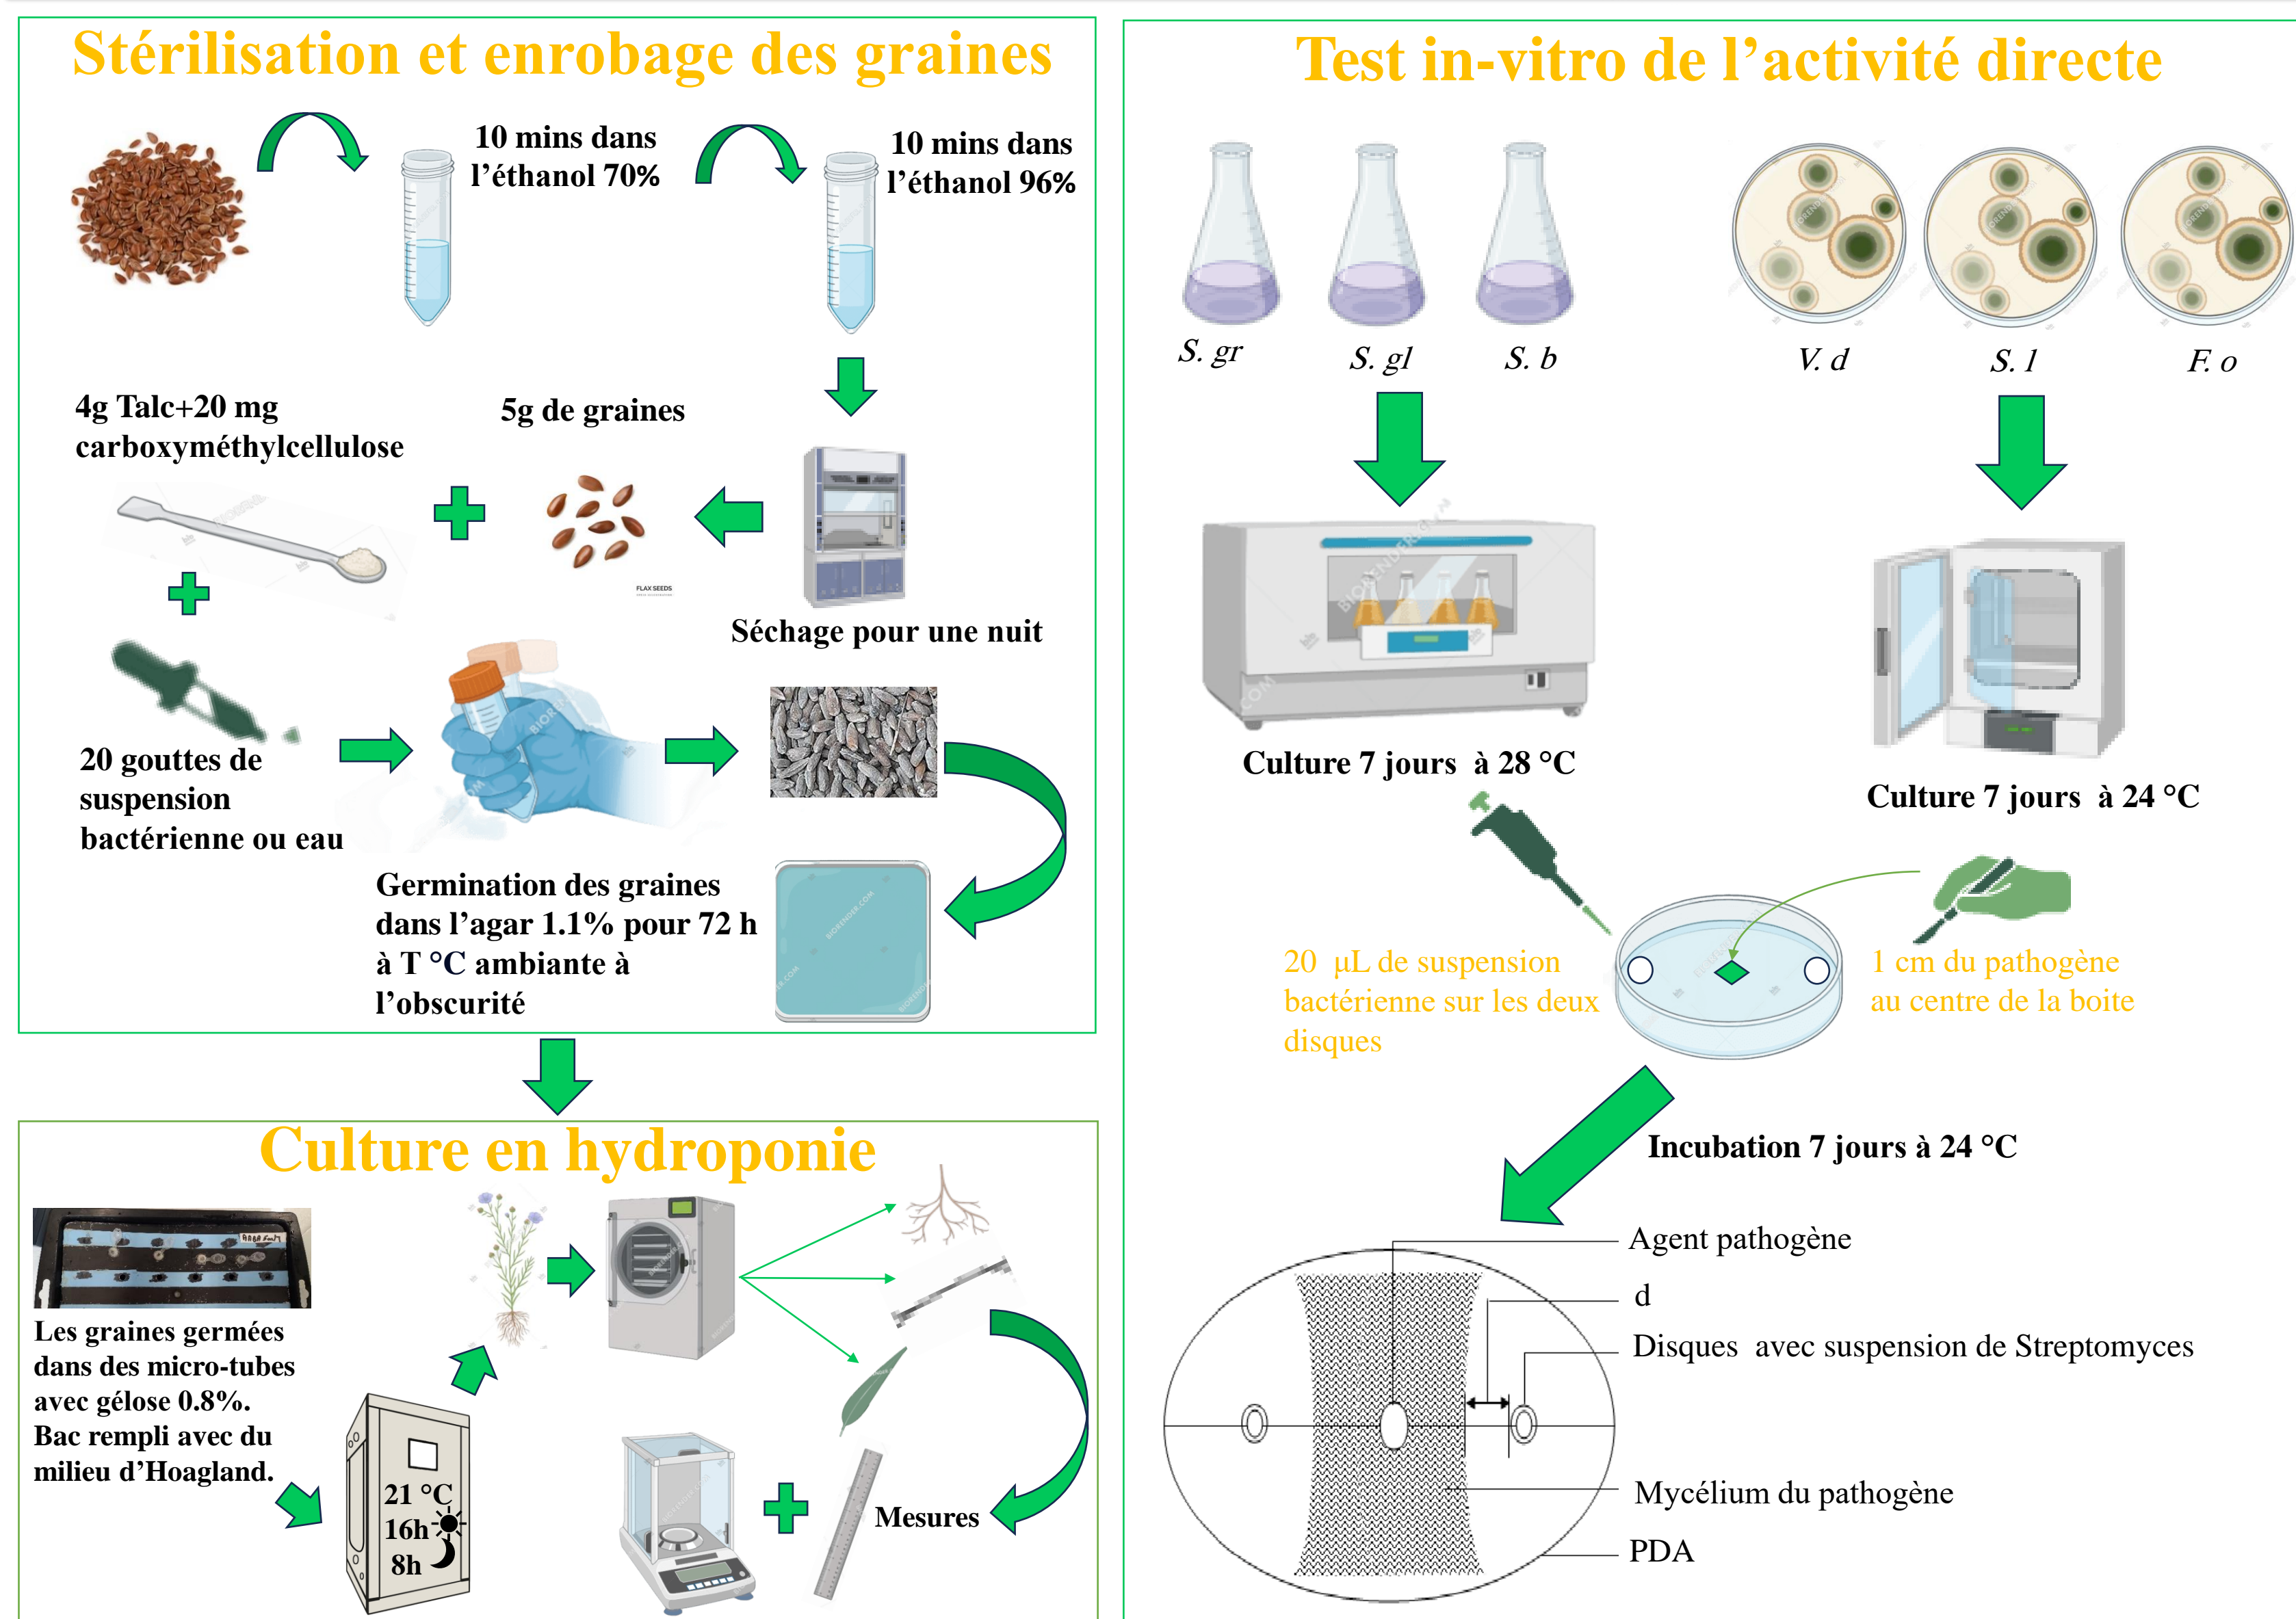 Stérilisation et enrobage des graines
10 mins dans
l’éthanol 70%
10 mins dans
l’éthanol 96%
4g Talc+20 mg
carboxyméthylcellulose
5g de graines
FLAX SEEDS
Séchage pour une nuit
20 gouttes de
suspension
bactérienne ou eau
Germination des graines
dans l’agar 1.1% pour 72 h
à T °C ambiante à
l’obscurité
Culture en hydroponie
Les graines germées
dans des micro-tubes
avec gélose 0.8%.
Bac rempli avec du
milieu d’Hoagland.
21 °C
16h
8h
Mesures
Test in-vitro de l’activité directe
S. gr
S. gl
S. b
V. d
S. l
F. o
Culture 7 jours à 28 °C
Culture 7 jours à 24 °C
20 μL de suspension
bactérienne sur les deux
disques
1 cm du pathogène
au centre de la boite
Incubation 7 jours à 24 °C
Agent pathogène
d
Disques avec suspension de Streptomyces
Mycélium du pathogène
PDA
BIORENDER.COM